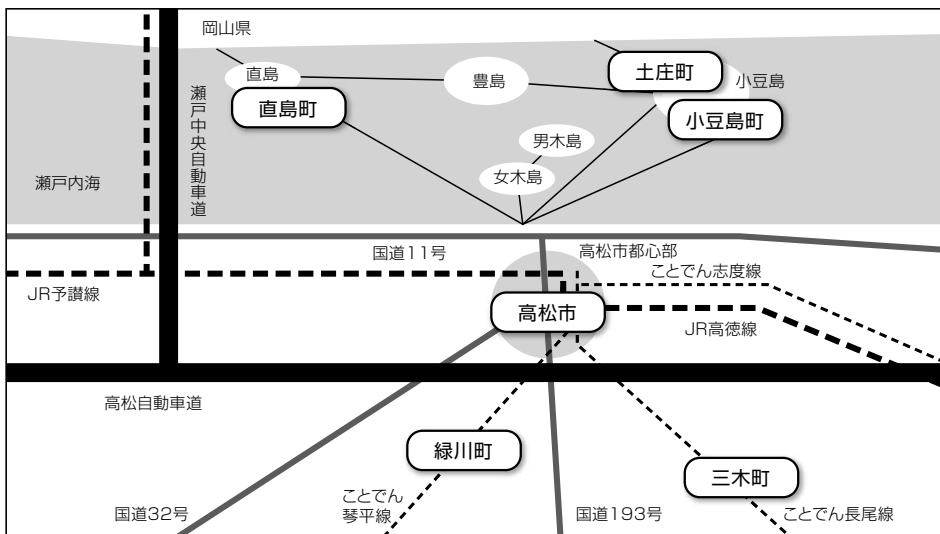 岡山県
土庄町
直島
豊島
小豆島
直島町
小豆島町
瀬戸中央自動車道
男木島
女木島
瀬戸内海
国道11号
高松市都心部
ことでん志度線
JR予讃線
高松市
JR高徳線
高松自動車道
緑川町
三木町
ことでん
琴平線
国道32号
国道193号
ことでん長尾線